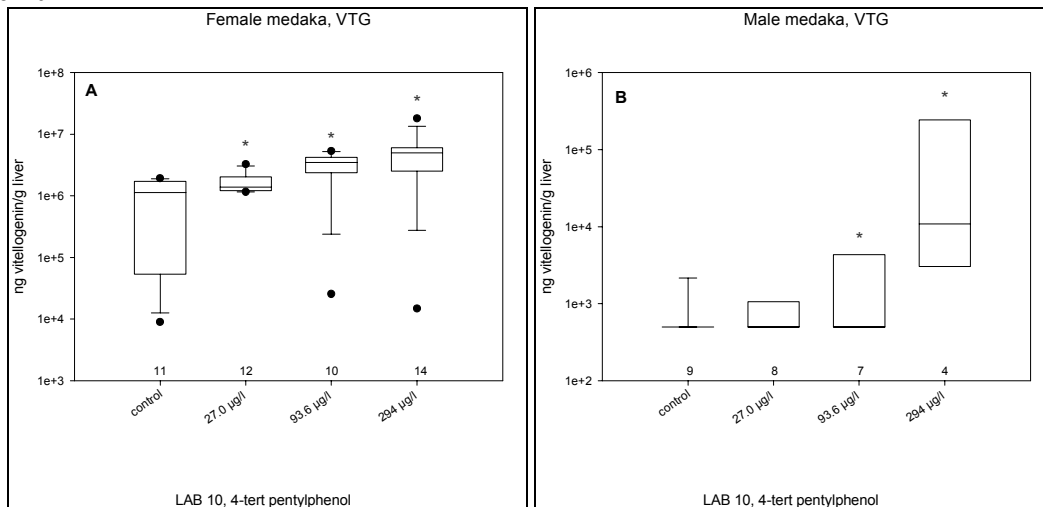 Female medaka, VTG
A
1e+8
1e+7
1e+6
1e+5
1e+4
1e+3
ng vitellogenin/g liver
*
*
*
11
12
10
14
control
27.0 µg/l
93.6 µg/l
294 µg/l
LAB 10, 4-tert pentylphenol
Male medaka, VTG
B
1e+6
1e+5
1e+4
1e+3
1e+2
ng vitellogenin/g liver
*
*
9
8
7
4
control
27.0 µg/l
93.6 µg/l
294 µg/l
LAB 10, 4-tert pentylphenol